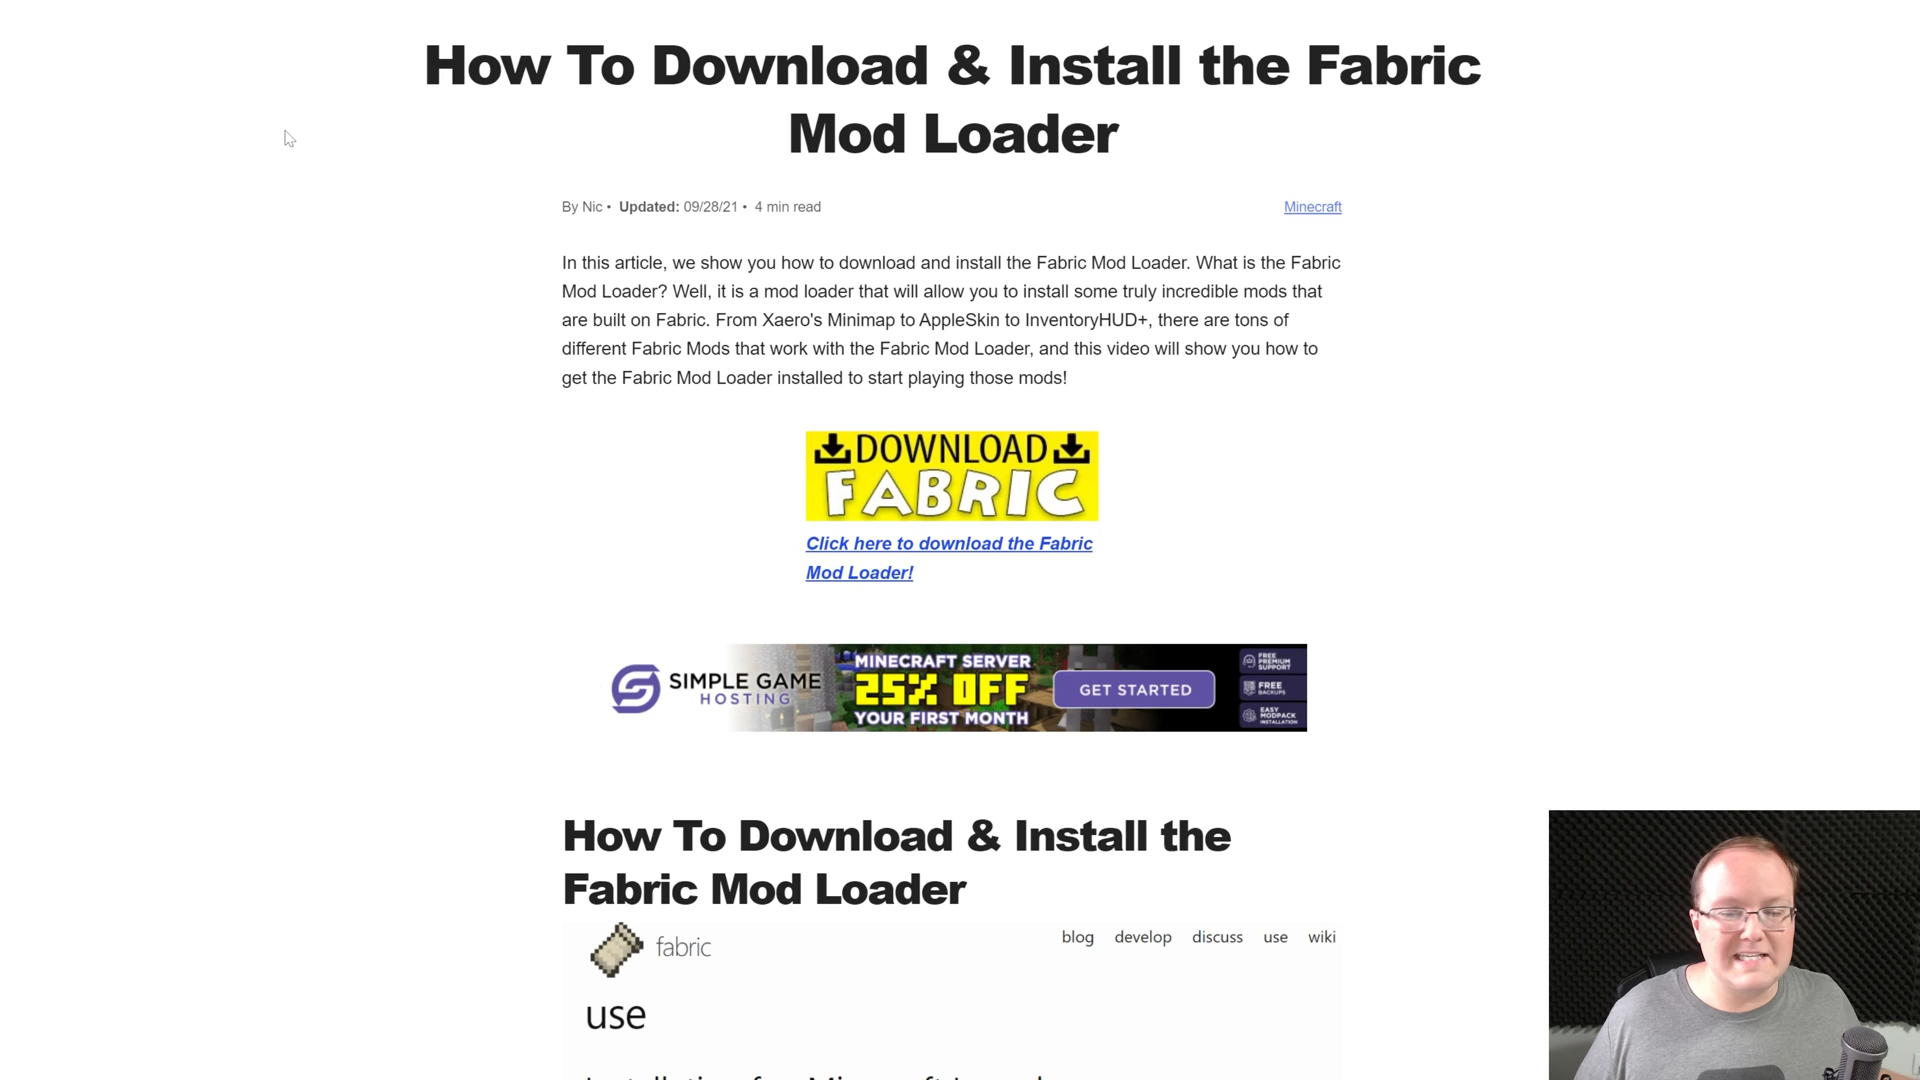 How To Download & Install the Fabric
Mod Loader
By Nic • Updated: 09/28/21 • 4 min read
Minecraft
In this article, we show you how to download and install the Fabric Mod Loader. What is the Fabric
Mod Loader? Well, it is a mod loader that will allow you to install some truly incredible mods that
are built on Fabric. From Xaero's Minimap to AppleSkin to InventoryHUD+, there are tons of
different Fabric Mods that work with the Fabric Mod Loader, and this video will show you how to
get the Fabric Mod Loader installed to start playing those mods!
DOWNLOAD
FABRIC
Click here to download the Fabric
Mod Loader!
SIMPLE GAME
HOSTING
MINECRAFT SERVER
25% OFF
YOUR FIRST MONTH
GET STARTED
FREE
PREMIUM
SUPPORT
FREE
BACKUPS
EASY
MODPACK
INSTALLATION
How To Download & Install the
Fabric Mod Loader
fabric
blog develop discuss use wiki
use